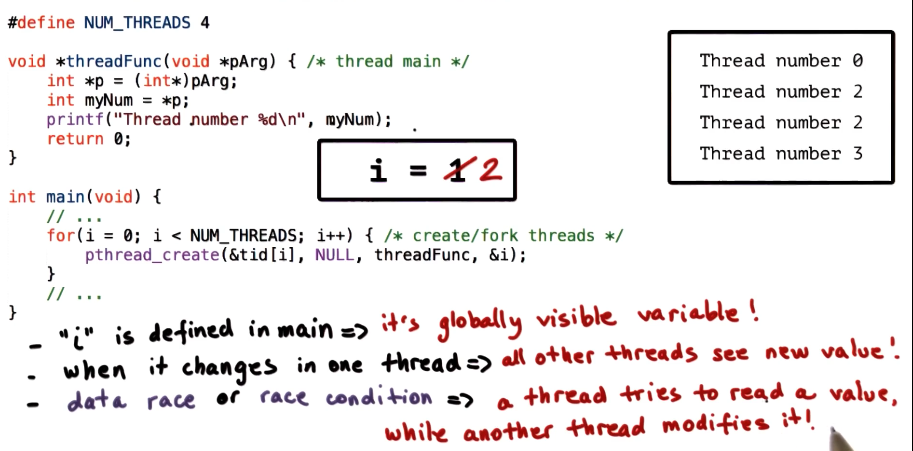 #define NUM_THREADS 4
void *threadFunc(void *pArg) { /* thread main */
int *p = (int*)pArg;
int myNum = *p;
printf("Thread number %d\n", myNum);
return 0;
}
int main(void) {
// ...
for(i = 0; i < NUM_THREADS; i++) { /* create/fork threads */
pthread_create(&tid[i], NULL, threadFunc, &i);
}
// ...
}
Thread number 0
Thread number 2
Thread number 2
Thread number 3
i = 1 2
- "i" is defined in main => it's globally visible variable!
- when it changes in one thread => all other threads see new value!
- data race or race condition => a thread tries to read a value,
while another thread modifies it!